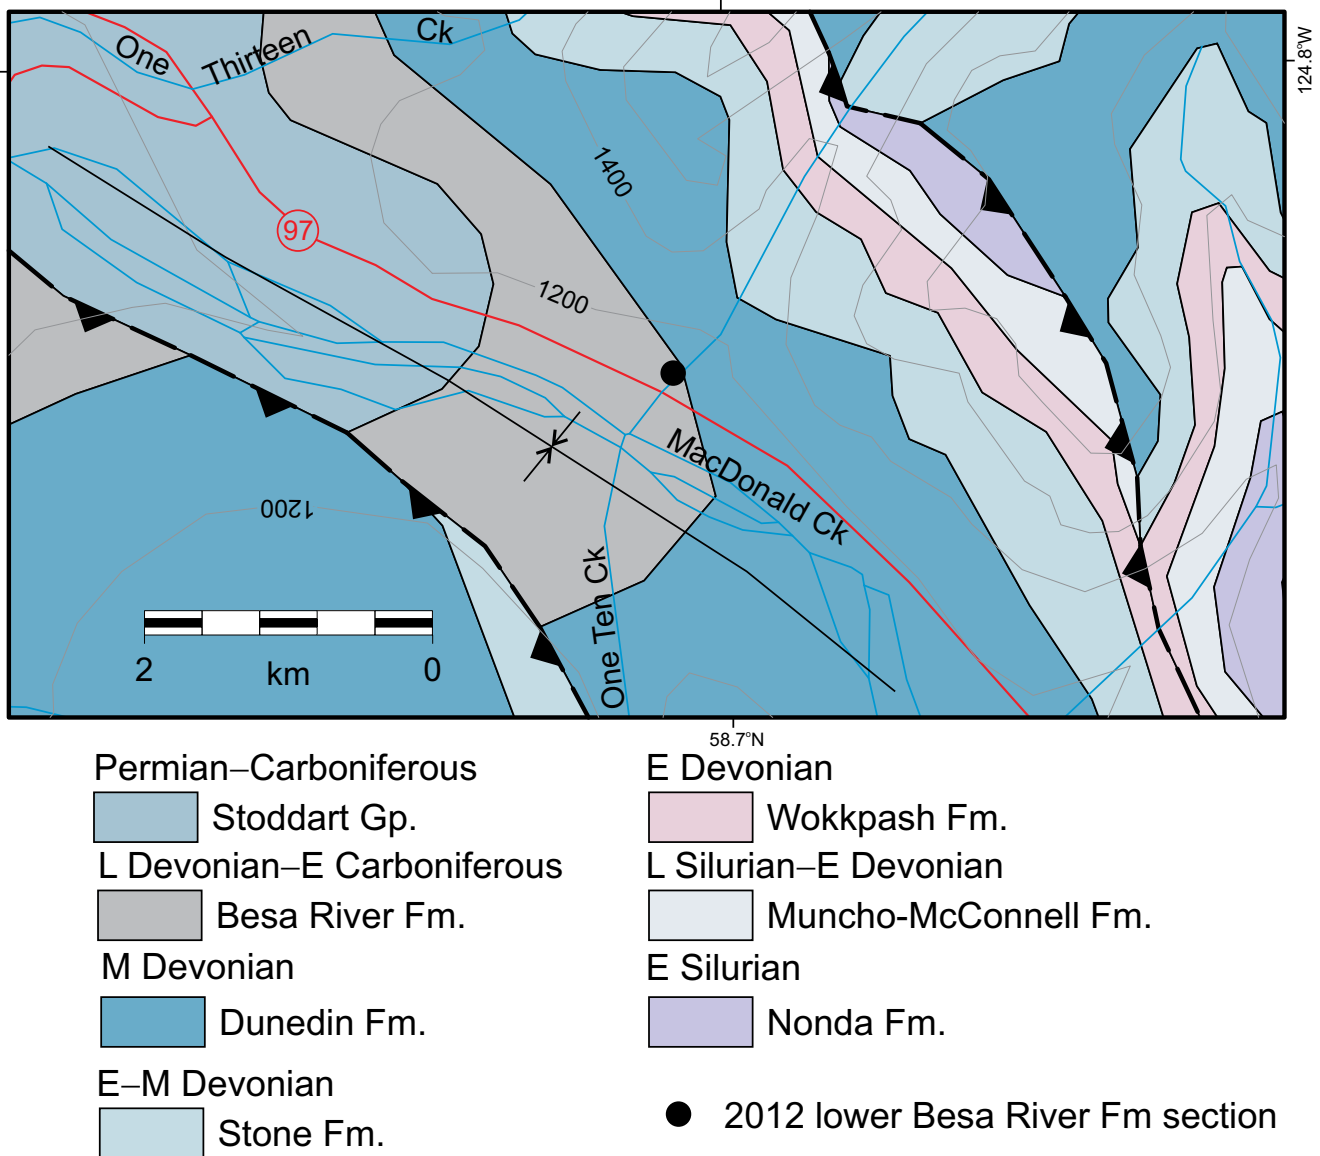 One Thirteen Ck
124.8°W
1400
97
1200
MacDonald Ck
1200
One Ten Ck
2 km 0
58.7°N
Permian–Carboniferous
Stoddart Gp.
L Devonian–E Carboniferous
Besa River Fm.
M Devonian
Dunedin Fm.
E–M Devonian
Stone Fm.
E Devonian
Wokkpash Fm.
L Silurian–E Devonian
Muncho-McConnell Fm.
E Silurian
Nonda Fm.
2012 lower Besa River Fm section